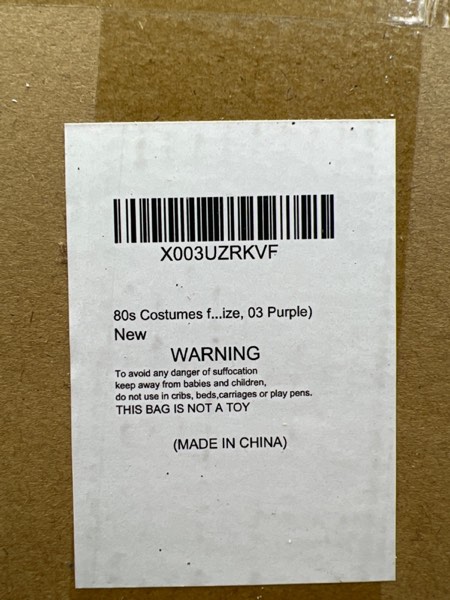 X003UZRKVF
80s Costumes f...ize, 03 Purple)
New
WARNING
To avoid any danger of suffocation
keep away from babies and children,
do not use in cribs, beds,carriages or play pens.
THIS BAG IS NOT A TOY
(MADE IN CHINA)